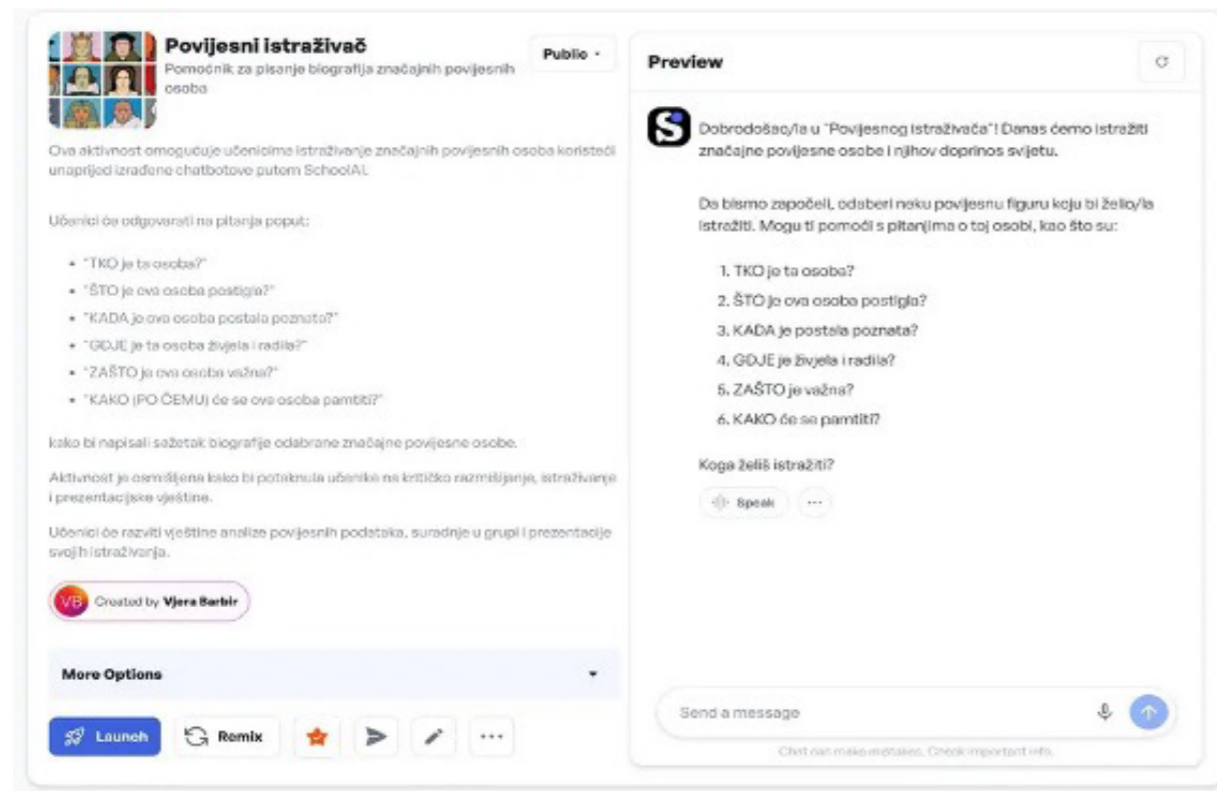 Povijesni istraživač
Pomoćnik za pisanje biografija značajnih povijesnih
osoba
Public
Ova aktivnost omogućuje učenicima istraživanje značajnih povijesnih osoba koristeći
unaprijed izrađene chatbotove putem SchoolAI.
Učenici će odgovarati na pitanja poput:
• "TKO je ta osoba?"
• "ŠTO je ova osoba postigla?"
• "KADA je ova osoba postala poznata?"
• "GDJE je ta osoba živjela i radila?"
• "ZAŠTO je ova osoba važna?"
• "KAKO (PO ČEMU) će se ova osoba pamtiti?"
kako bi napisali sažetak biografije odabrane značajne povijesne osobe.
Aktivnost je osmišljena kako bi potaknula učenike na kritičko razmišljanje, istraživanje
i prezentacijske vještine.
Učenici će razviti vještine analize povijesnih podataka, suradnje u grupi i prezentacije
svojih istraživanja.
VB Created by Vjera Barbir
More Options
Launch
Remix
Preview
S
Dobrodošao/la u "Povijesnog istraživača"! Danas ćemo istražiti
značajne povijesne osobe i njihov doprinos svijetu.
Da bismo započeli, odaberi neku povijesnu figuru koju bi želio/la
istražiti. Mogu ti pomoći s pitanjima o toj osobi, kao što su:
1. TKO je ta osoba?
2. ŠTO je ova osoba postigla?
3. KADA je postala poznata?
4. GDJE je živjela i radila?
5. ZAŠTO je važna?
6. KAKO će se pamtiti?
Koga želiš istražiti?
Speak
Send a message
Chat can make mistakes. Check important info.